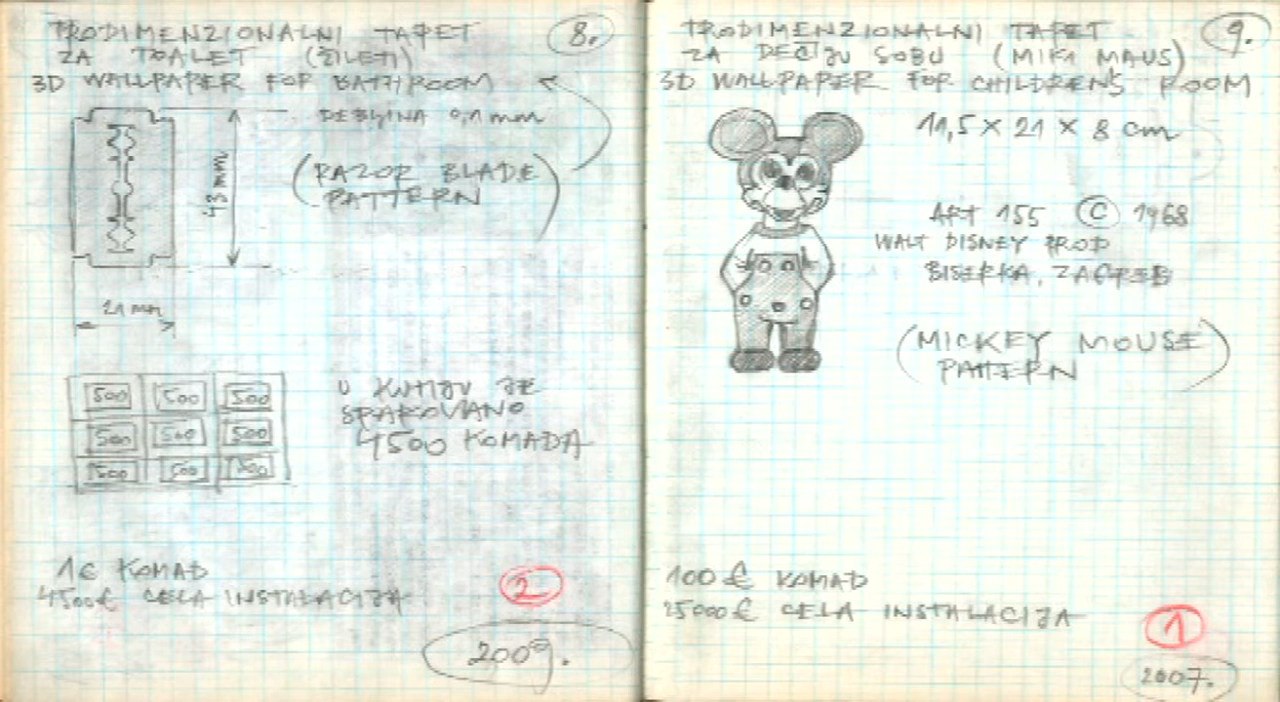 TRODIMENZIONALNI TAPET
ZA TOALET (ŽILETI)
3D WALLPAPER FOR BATHROOM
8.
DEBLJINA 0,1 mm
(RAZOR BLADE
PATTERN)
43 mm
21 mm
500 500 500
500 500 500
500 500 500
U KUTIJU JE
SPAKOVANO
4500 KOMADA
1€ KOMAD
4500€ CELA INSTALACIJA
2
2009.
TRODIMENZIONALNI TAPET
ZA DEČIJU SOBU (MIKI MAUS)
3D WALLPAPER FOR CHILDREN'S ROOM
9.
11,5 X 21 X 8 cm
ART 155 © 1968
WALT DISNEY PROD
BISERKA, ZAGREB
(MICKEY MOUSE
PATTERN)
100 € KOMAD
25000 € CELA INSTALACIJA
1
2007.